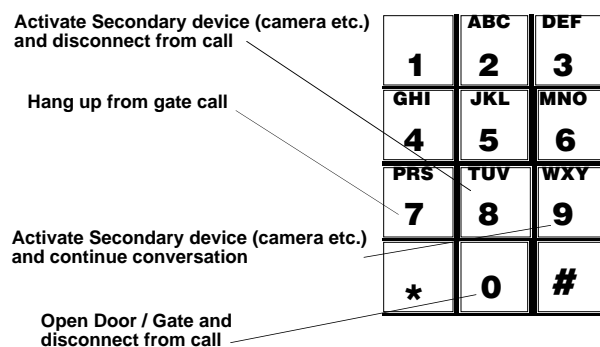 Activate Secondary device (camera etc.)
and disconnect from call
Hang up from gate call
Activate Secondary device (camera etc.)
and continue conversation
Open Door / Gate and
disconnect from call
ABC DEF
1 2 3
GHI JKL MNO
4 5 6
PRS TUV WXY
7 8 9
* 0 #